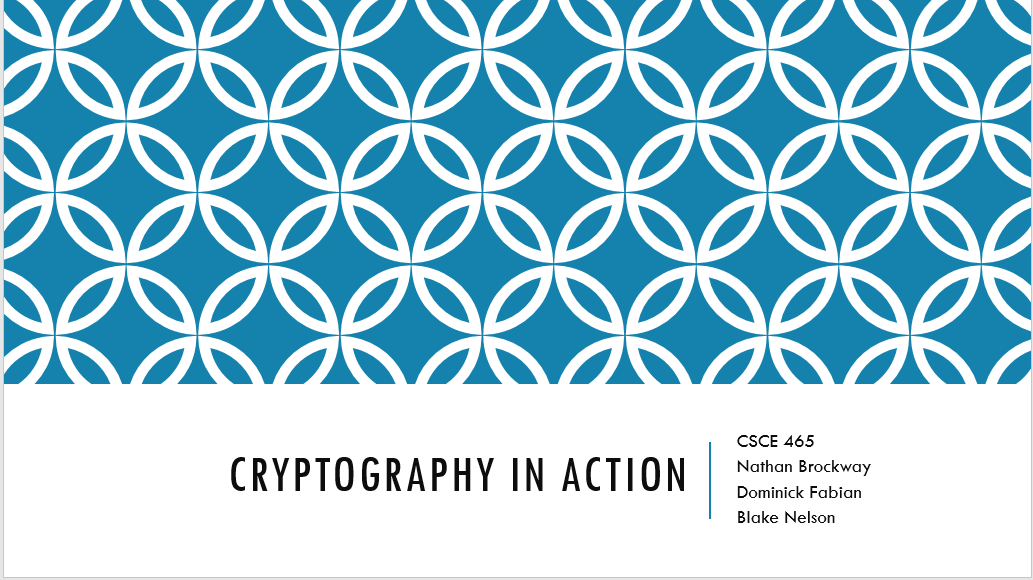 CRYPTOGRAPHY IN ACTION
CSCE 465
Nathan Brockway
Dominick Fabian
Blake Nelson